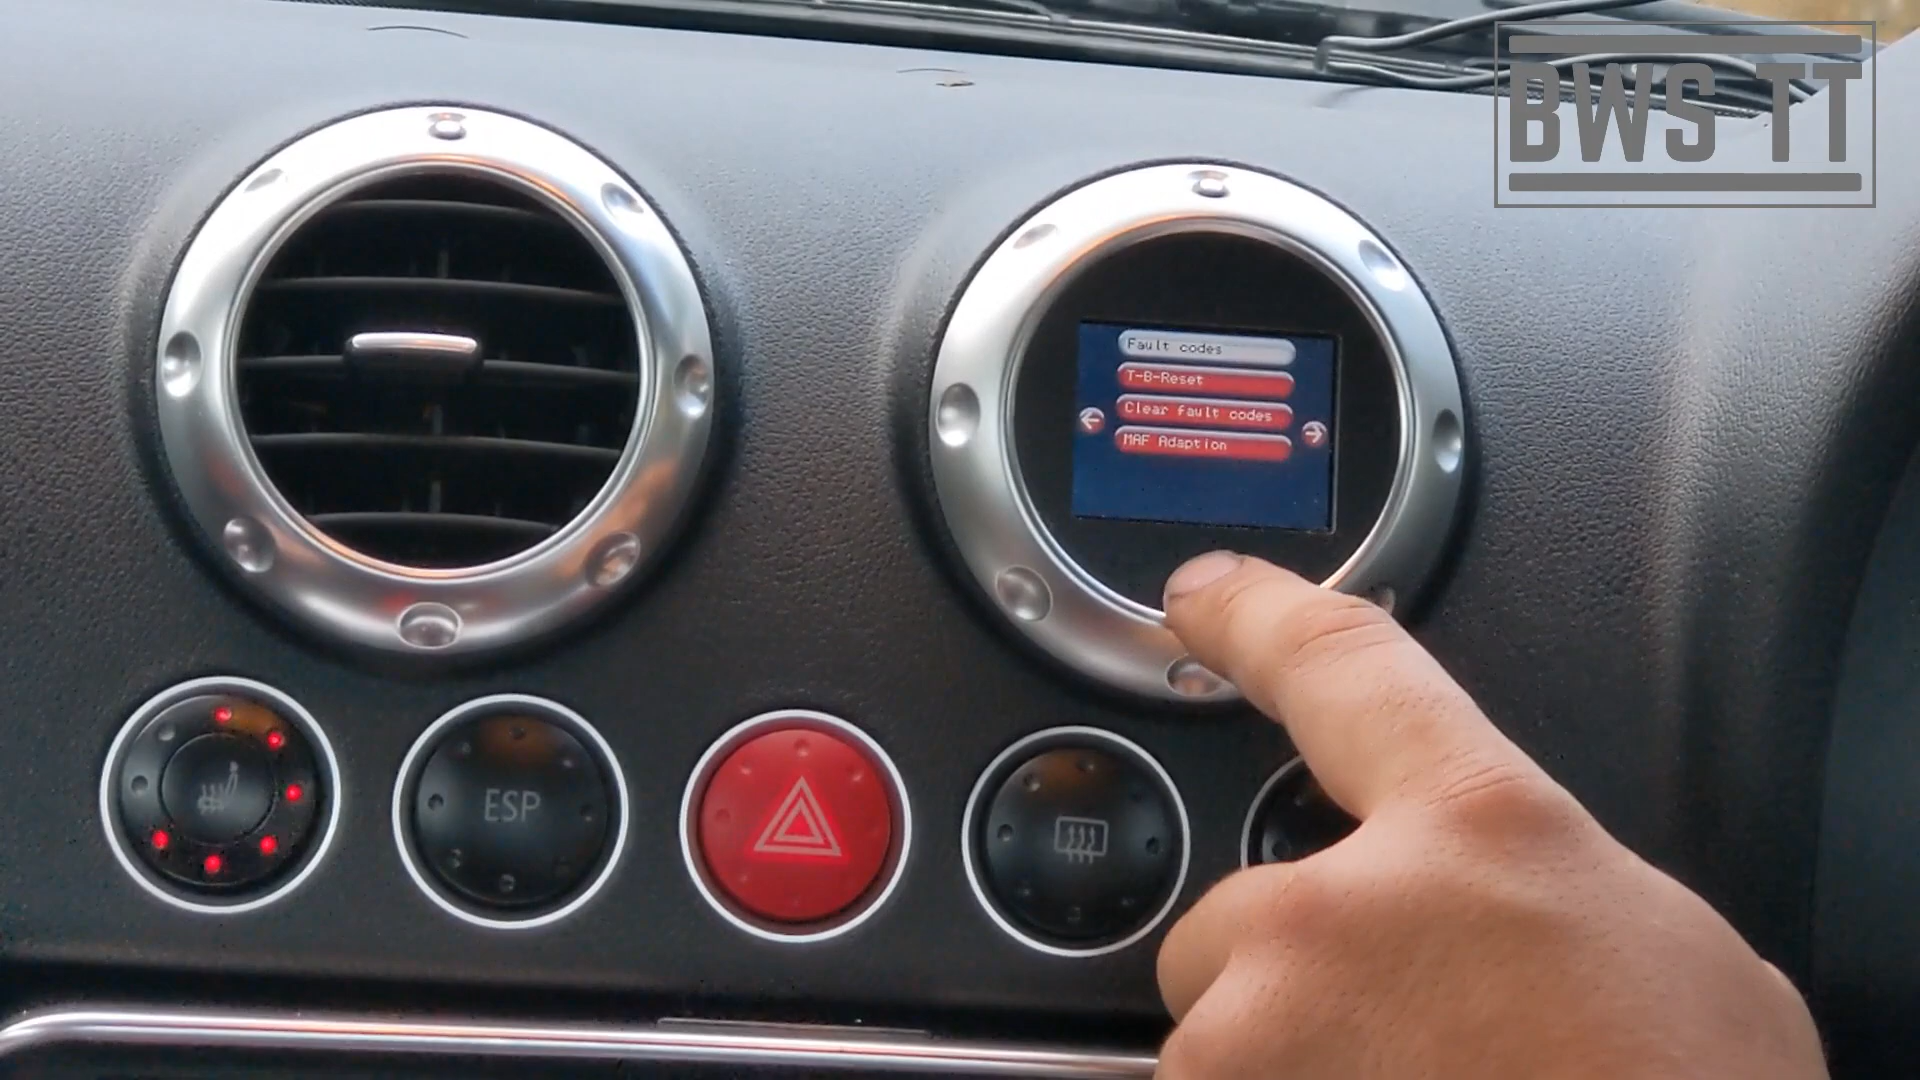 BWS TT
Fault codes
T-B-Reset
Clear fault codes
MAF Adaption
ESP